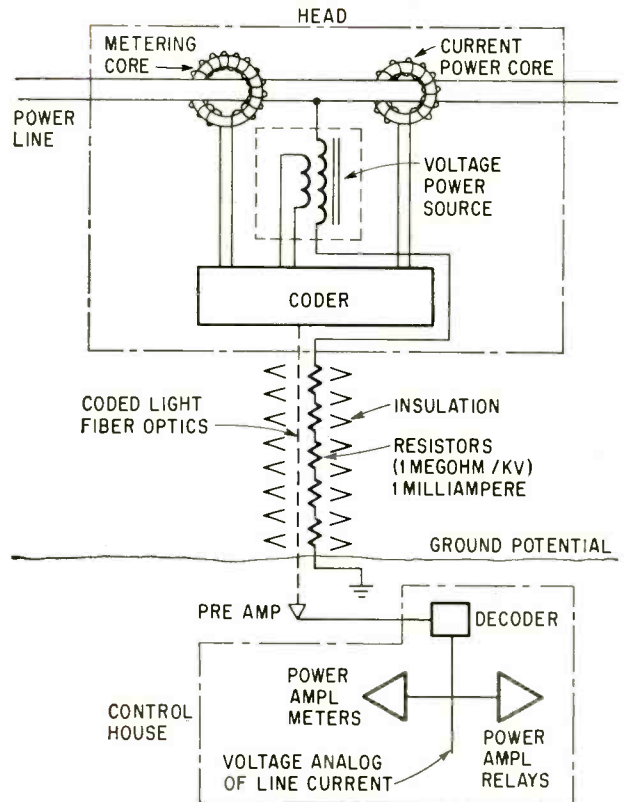 HEAD
METERING
CORE
CURRENT
POWER CORE
POWER
LINE
VOLTAGE
POWER
SOURCE
CODER
CODED LIGHT
FIBER OPTICS
INSULATION
RESISTORS
(1 MEGOHM / KV)
1 MILLIAMPERE
GROUND POTENTIAL
PRE AMP
DECODER
POWER
AMPL
METERS
CONTROL
HOUSE
POWER
AMPL
RELAYS
VOLTAGE ANALOG
OF LINE CURRENT